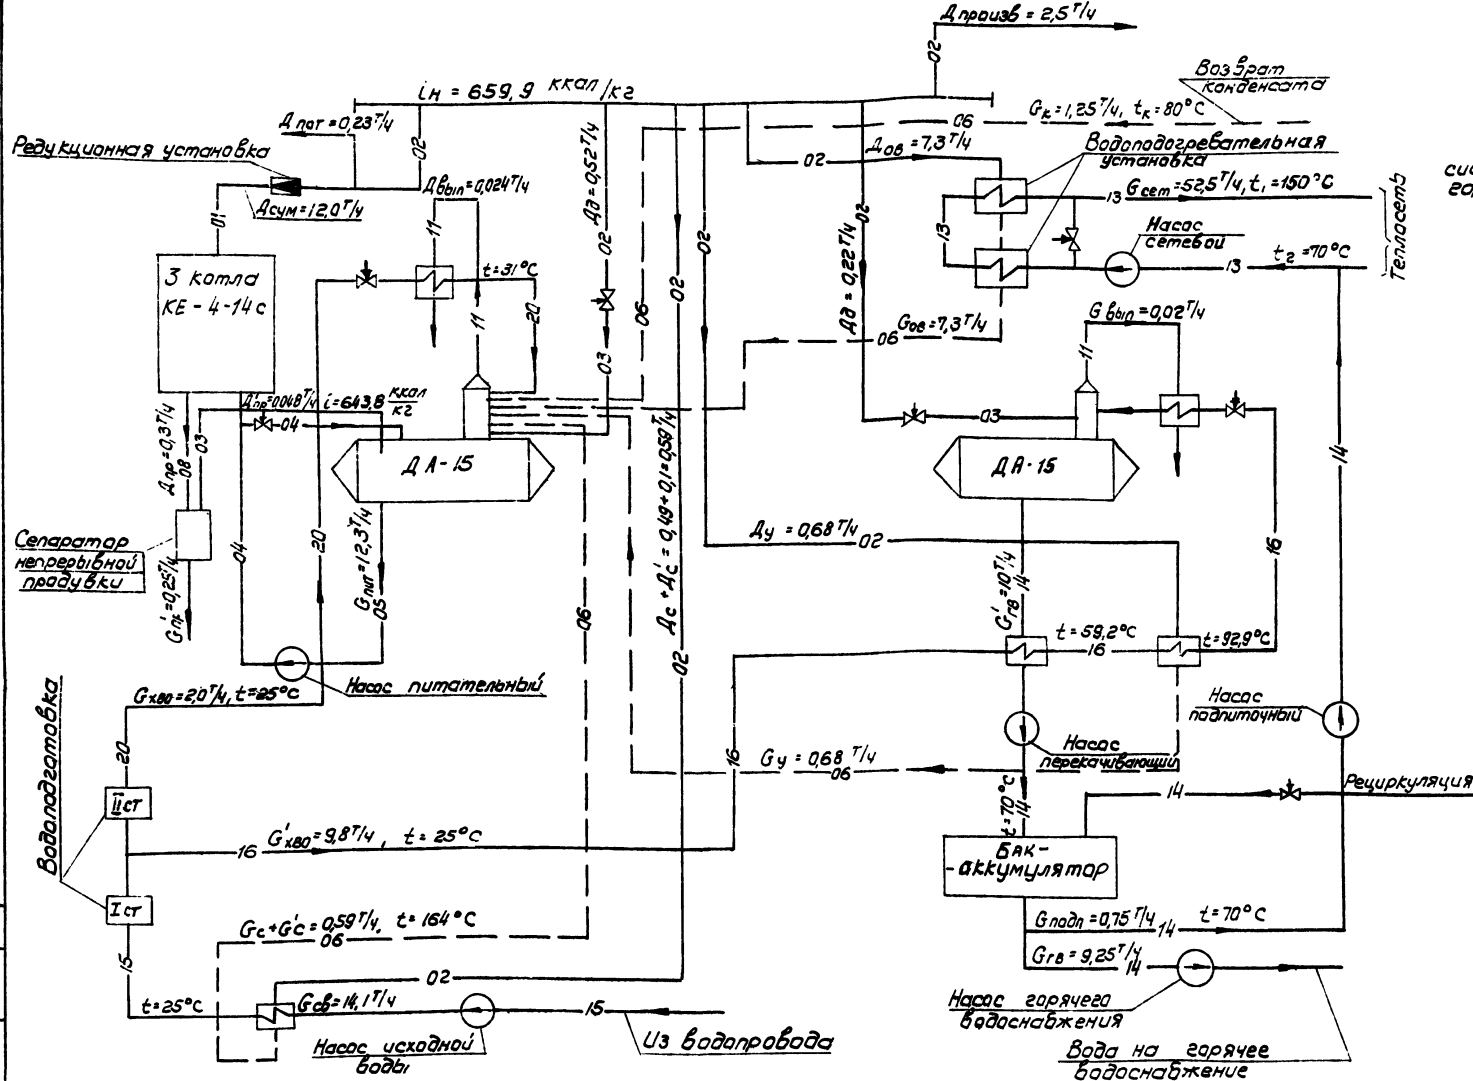 Дпроизв = 2,5 т/ч
02
iн = 659,9 ккал/кг
Возврат
конденсата
Gк = 1,25 т/ч, tк = 80°C
06
Дпот = 0,23 т/ч
02
Редукционная установка
Дсум = 12,0 т/ч
01
Двып = 0,024 т/ч
11
Дд = 0,52 т/ч
02
02
Дов = 7,3 т/ч
Водоподогревательная
установка
Gсет = 52,5 т/ч, t₁ = 150°C
13
13
Насос
сетевой
t₂ = 70°C
13
Теплосеть
3 котла
КЕ-4-14с
t = 31°C
11
20
03
06
02
02
Дд = 0,22 т/ч
02
Gов = 7,3 т/ч
06
Gвып = 0,02 т/ч
11
03
Д'пр = 0,048 т/ч
i = 643,8 ккал/кг
04
Дпр = 0,3 т/ч
08
03
ДА-15
ДА-15
14
Сепаратор
непрерывной
продувки
G'пр = 0,25 т/ч
04
20
Gпит = 12,3 т/ч
05
06
Дс + Д'с = 0,49 + 0,1 = 0,59 т/ч
02
Ду = 0,68 т/ч
02
G'гв = 10 т/ч
14
16
t = 59,2°C
16
t = 92,9°C
Насос питательный
Gхво = 2,0 т/ч, t = 25°C
20
Водоподготовка
IIст
Iст
16
G'хво = 9,8 т/ч, t = 25°C
16
Gу = 0,68 т/ч
06
Насос
перекачивающий
t = 70°C
14
Насос
подпиточный
Рециркуляция
14
Бак-
-аккумулятор
Gподп = 0,75 т/ч
14
t = 70°C
Gгв = 9,25 т/ч
14
Насос горячего
водоснабжения
Вода на горячее
водоснабжение
Gс + G'с = 0,59 т/ч, t = 164°C
06
02
15
t = 25°C
Gсв = 14,1 т/ч
15
Насос исходной
воды
Из водопровода